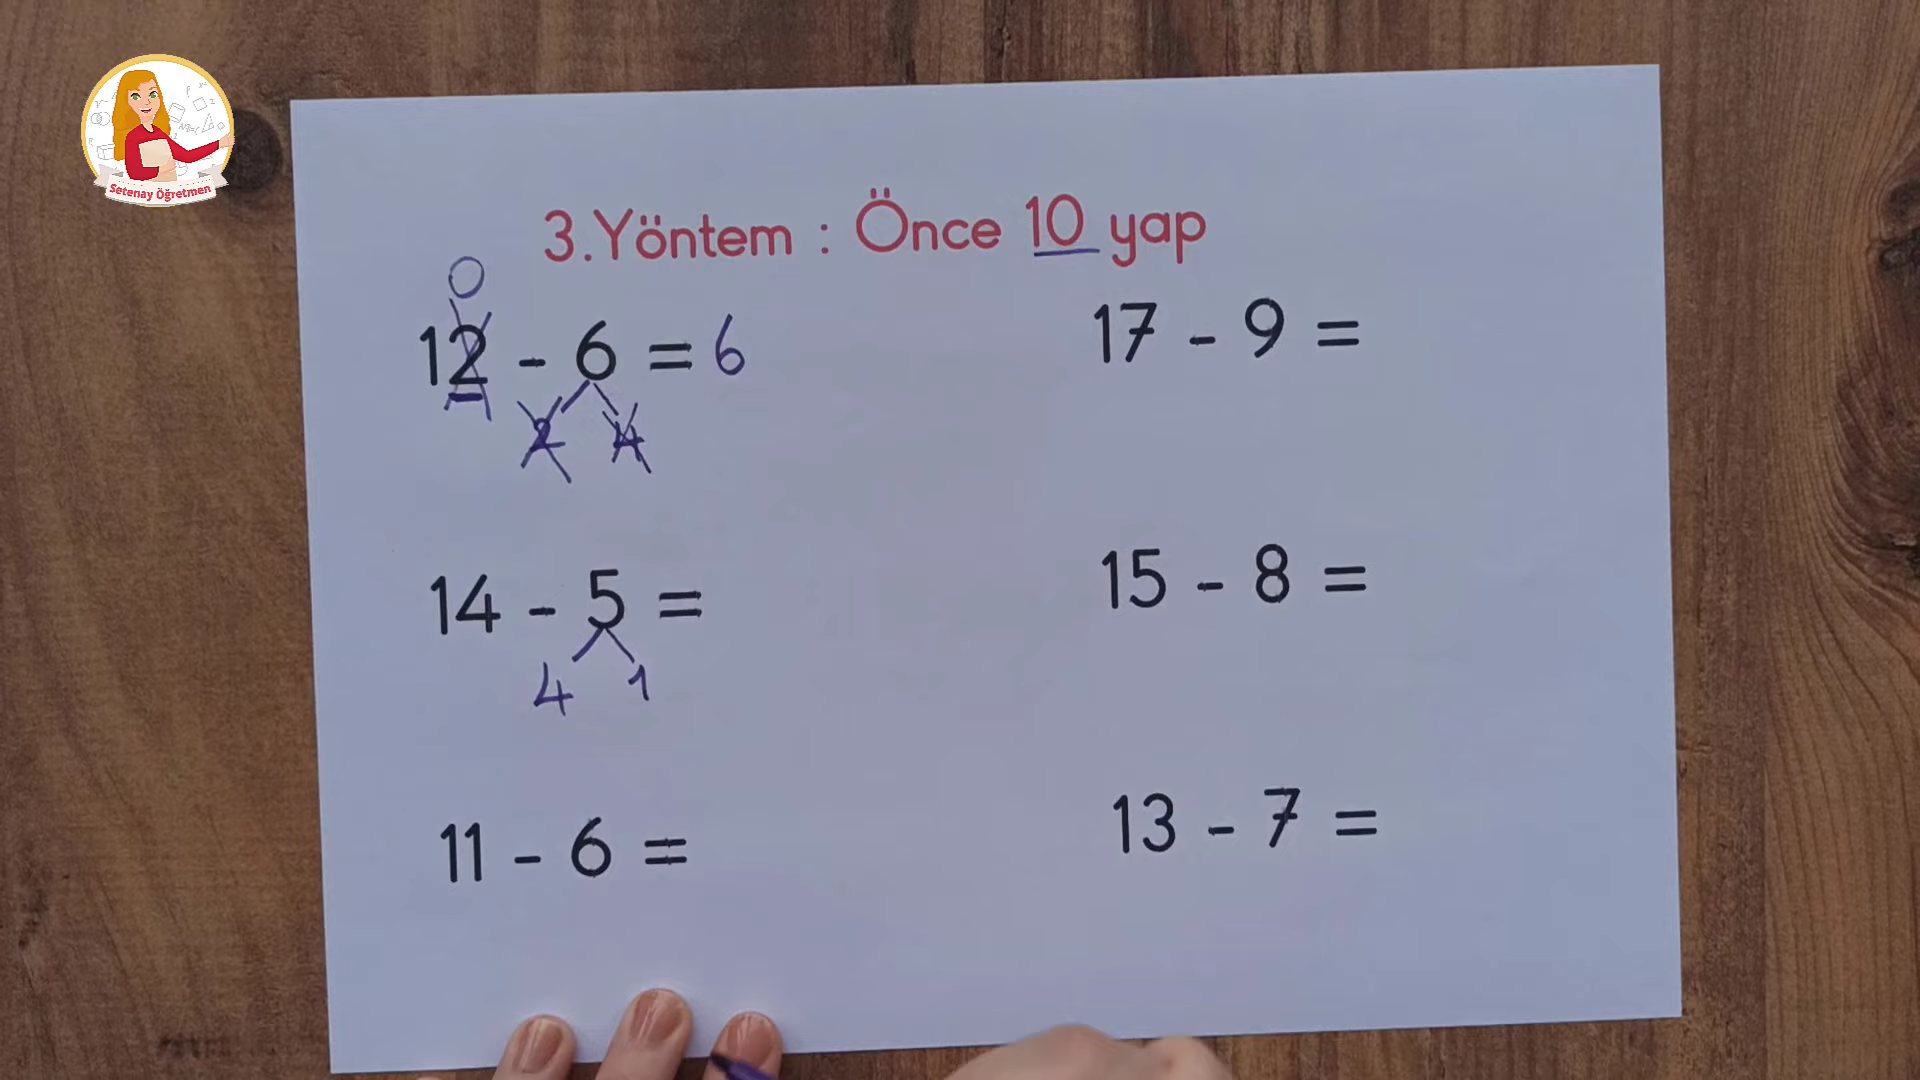 Setenay Öğretmen
3.Yöntem : Önce 10 yap
0
12 - 6 = 6
2 4
14 - 5 =
4 1
11 - 6 =
17 - 9 =
15 - 8 =
13 - 7 =